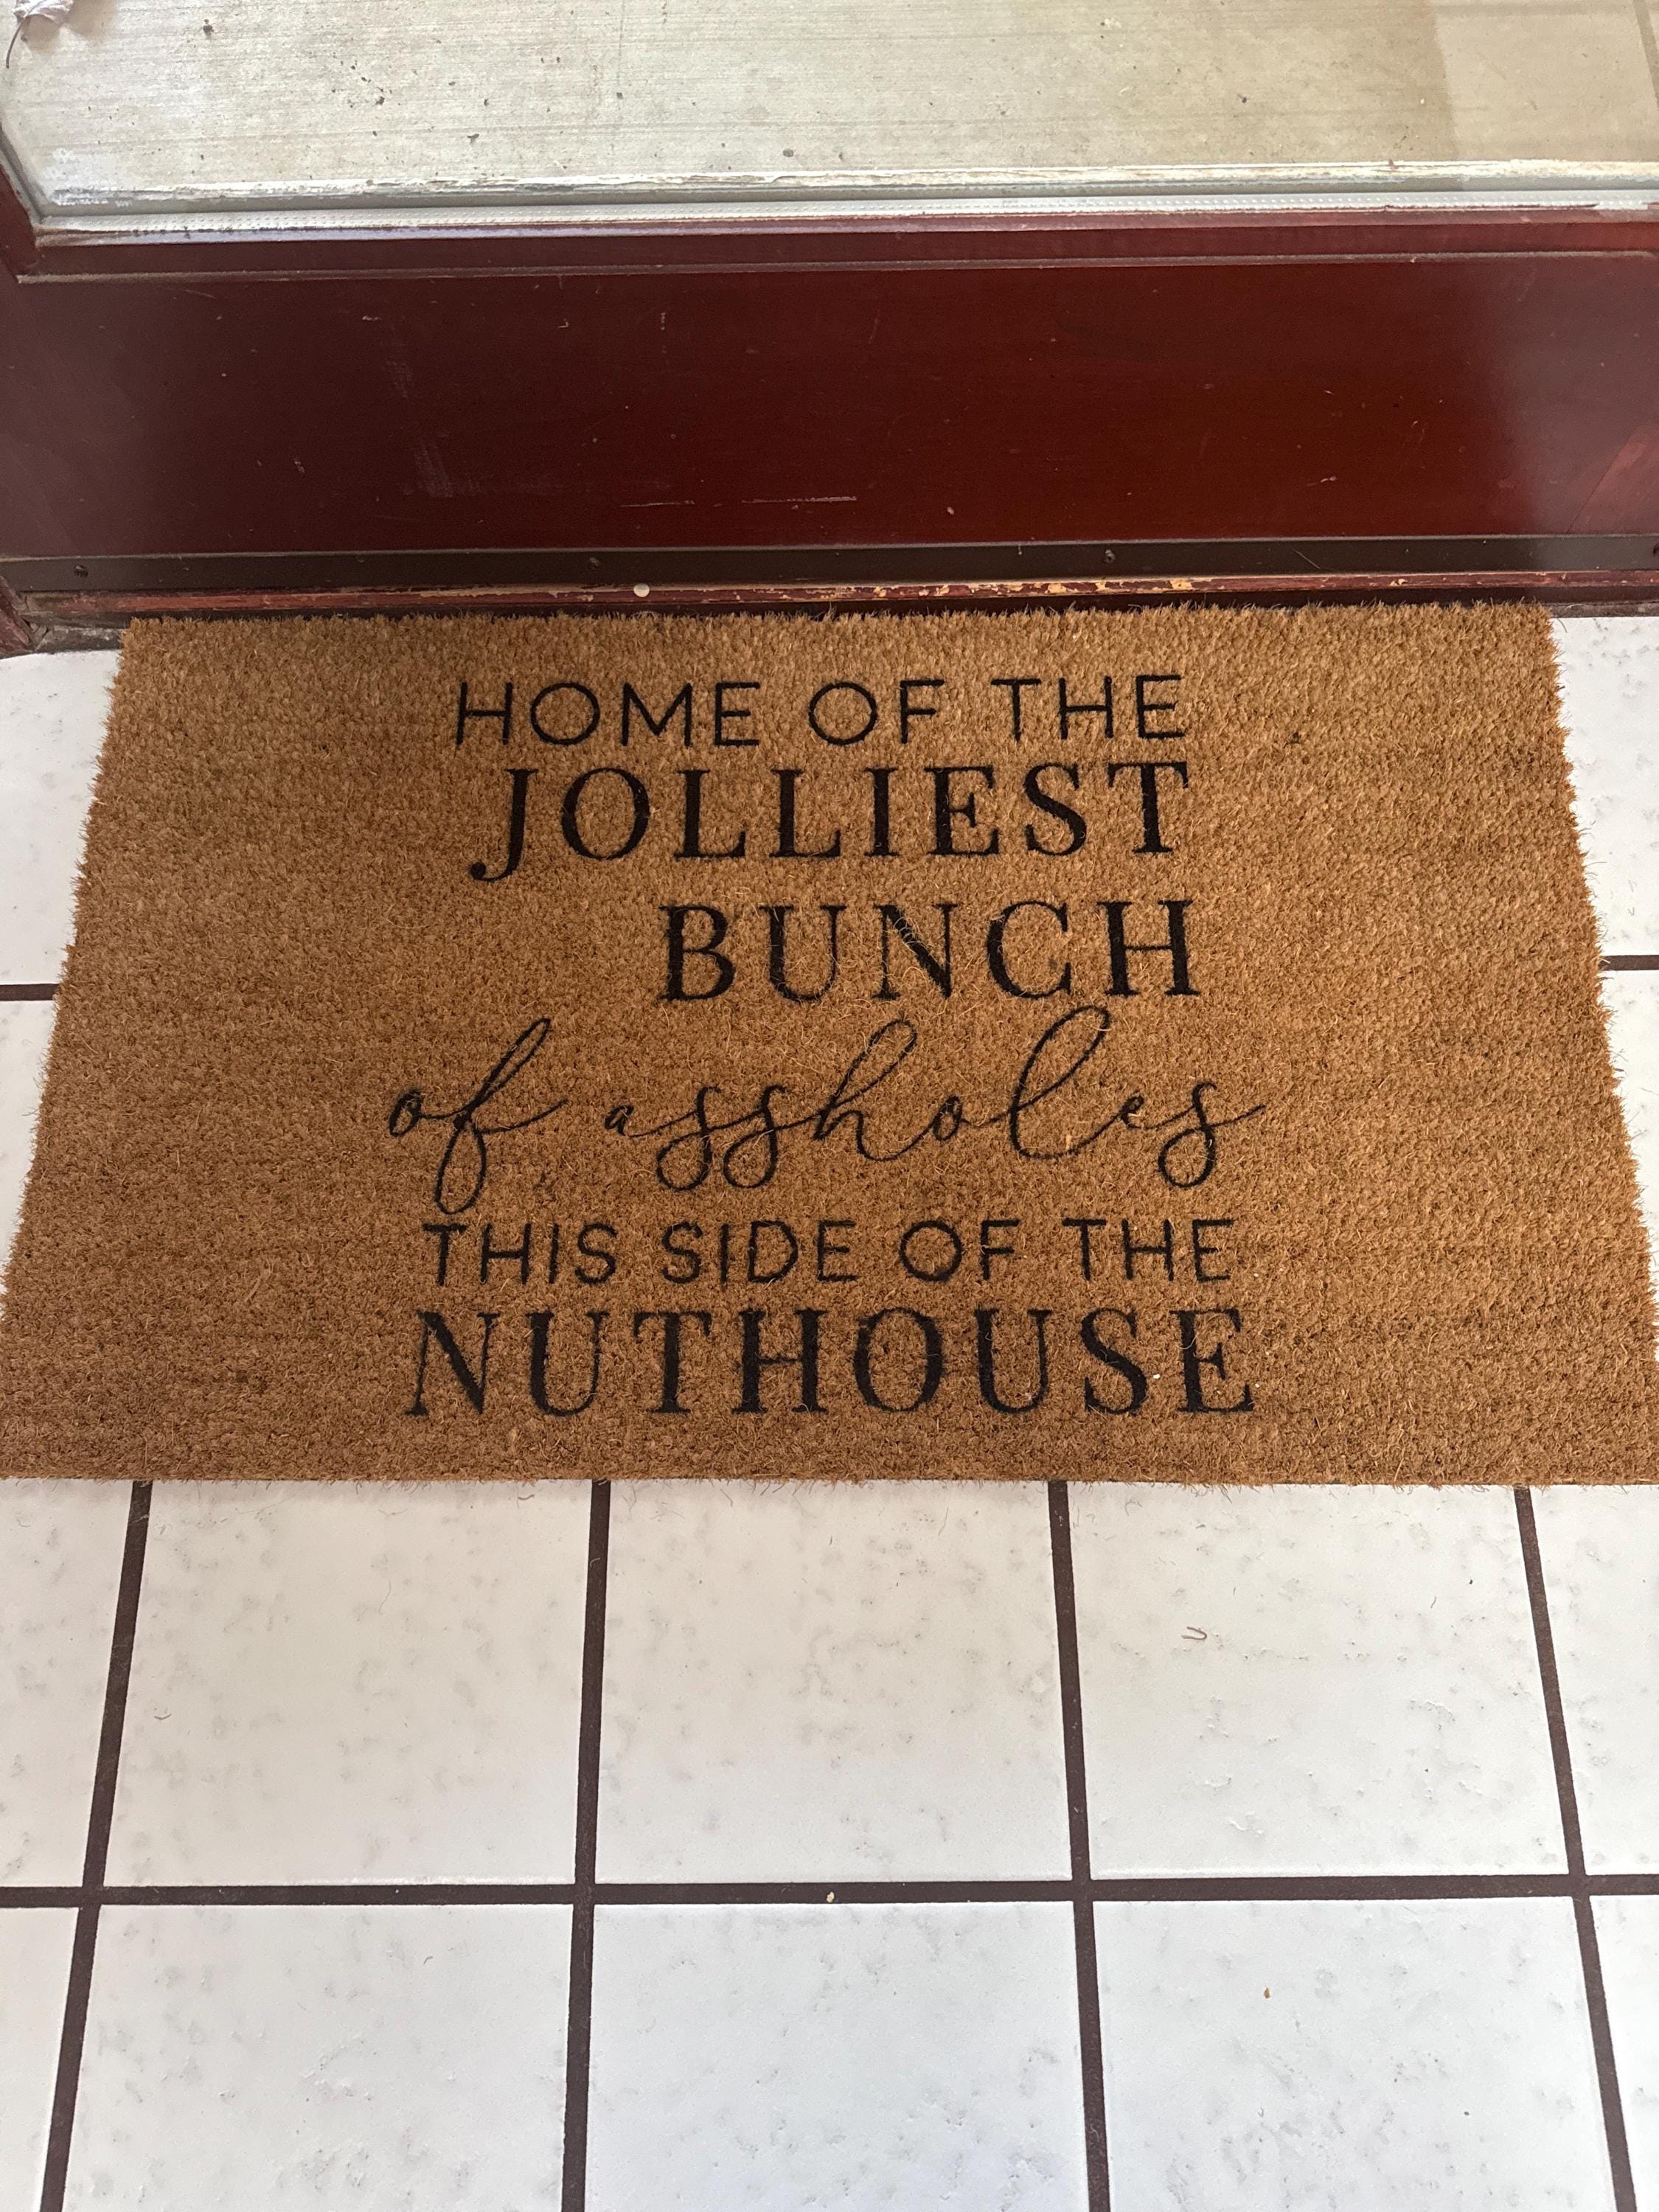 HOME OF THE
JOLLIEST
BUNCH
of assholes
THIS SIDE OF THE
NUTHOUSE